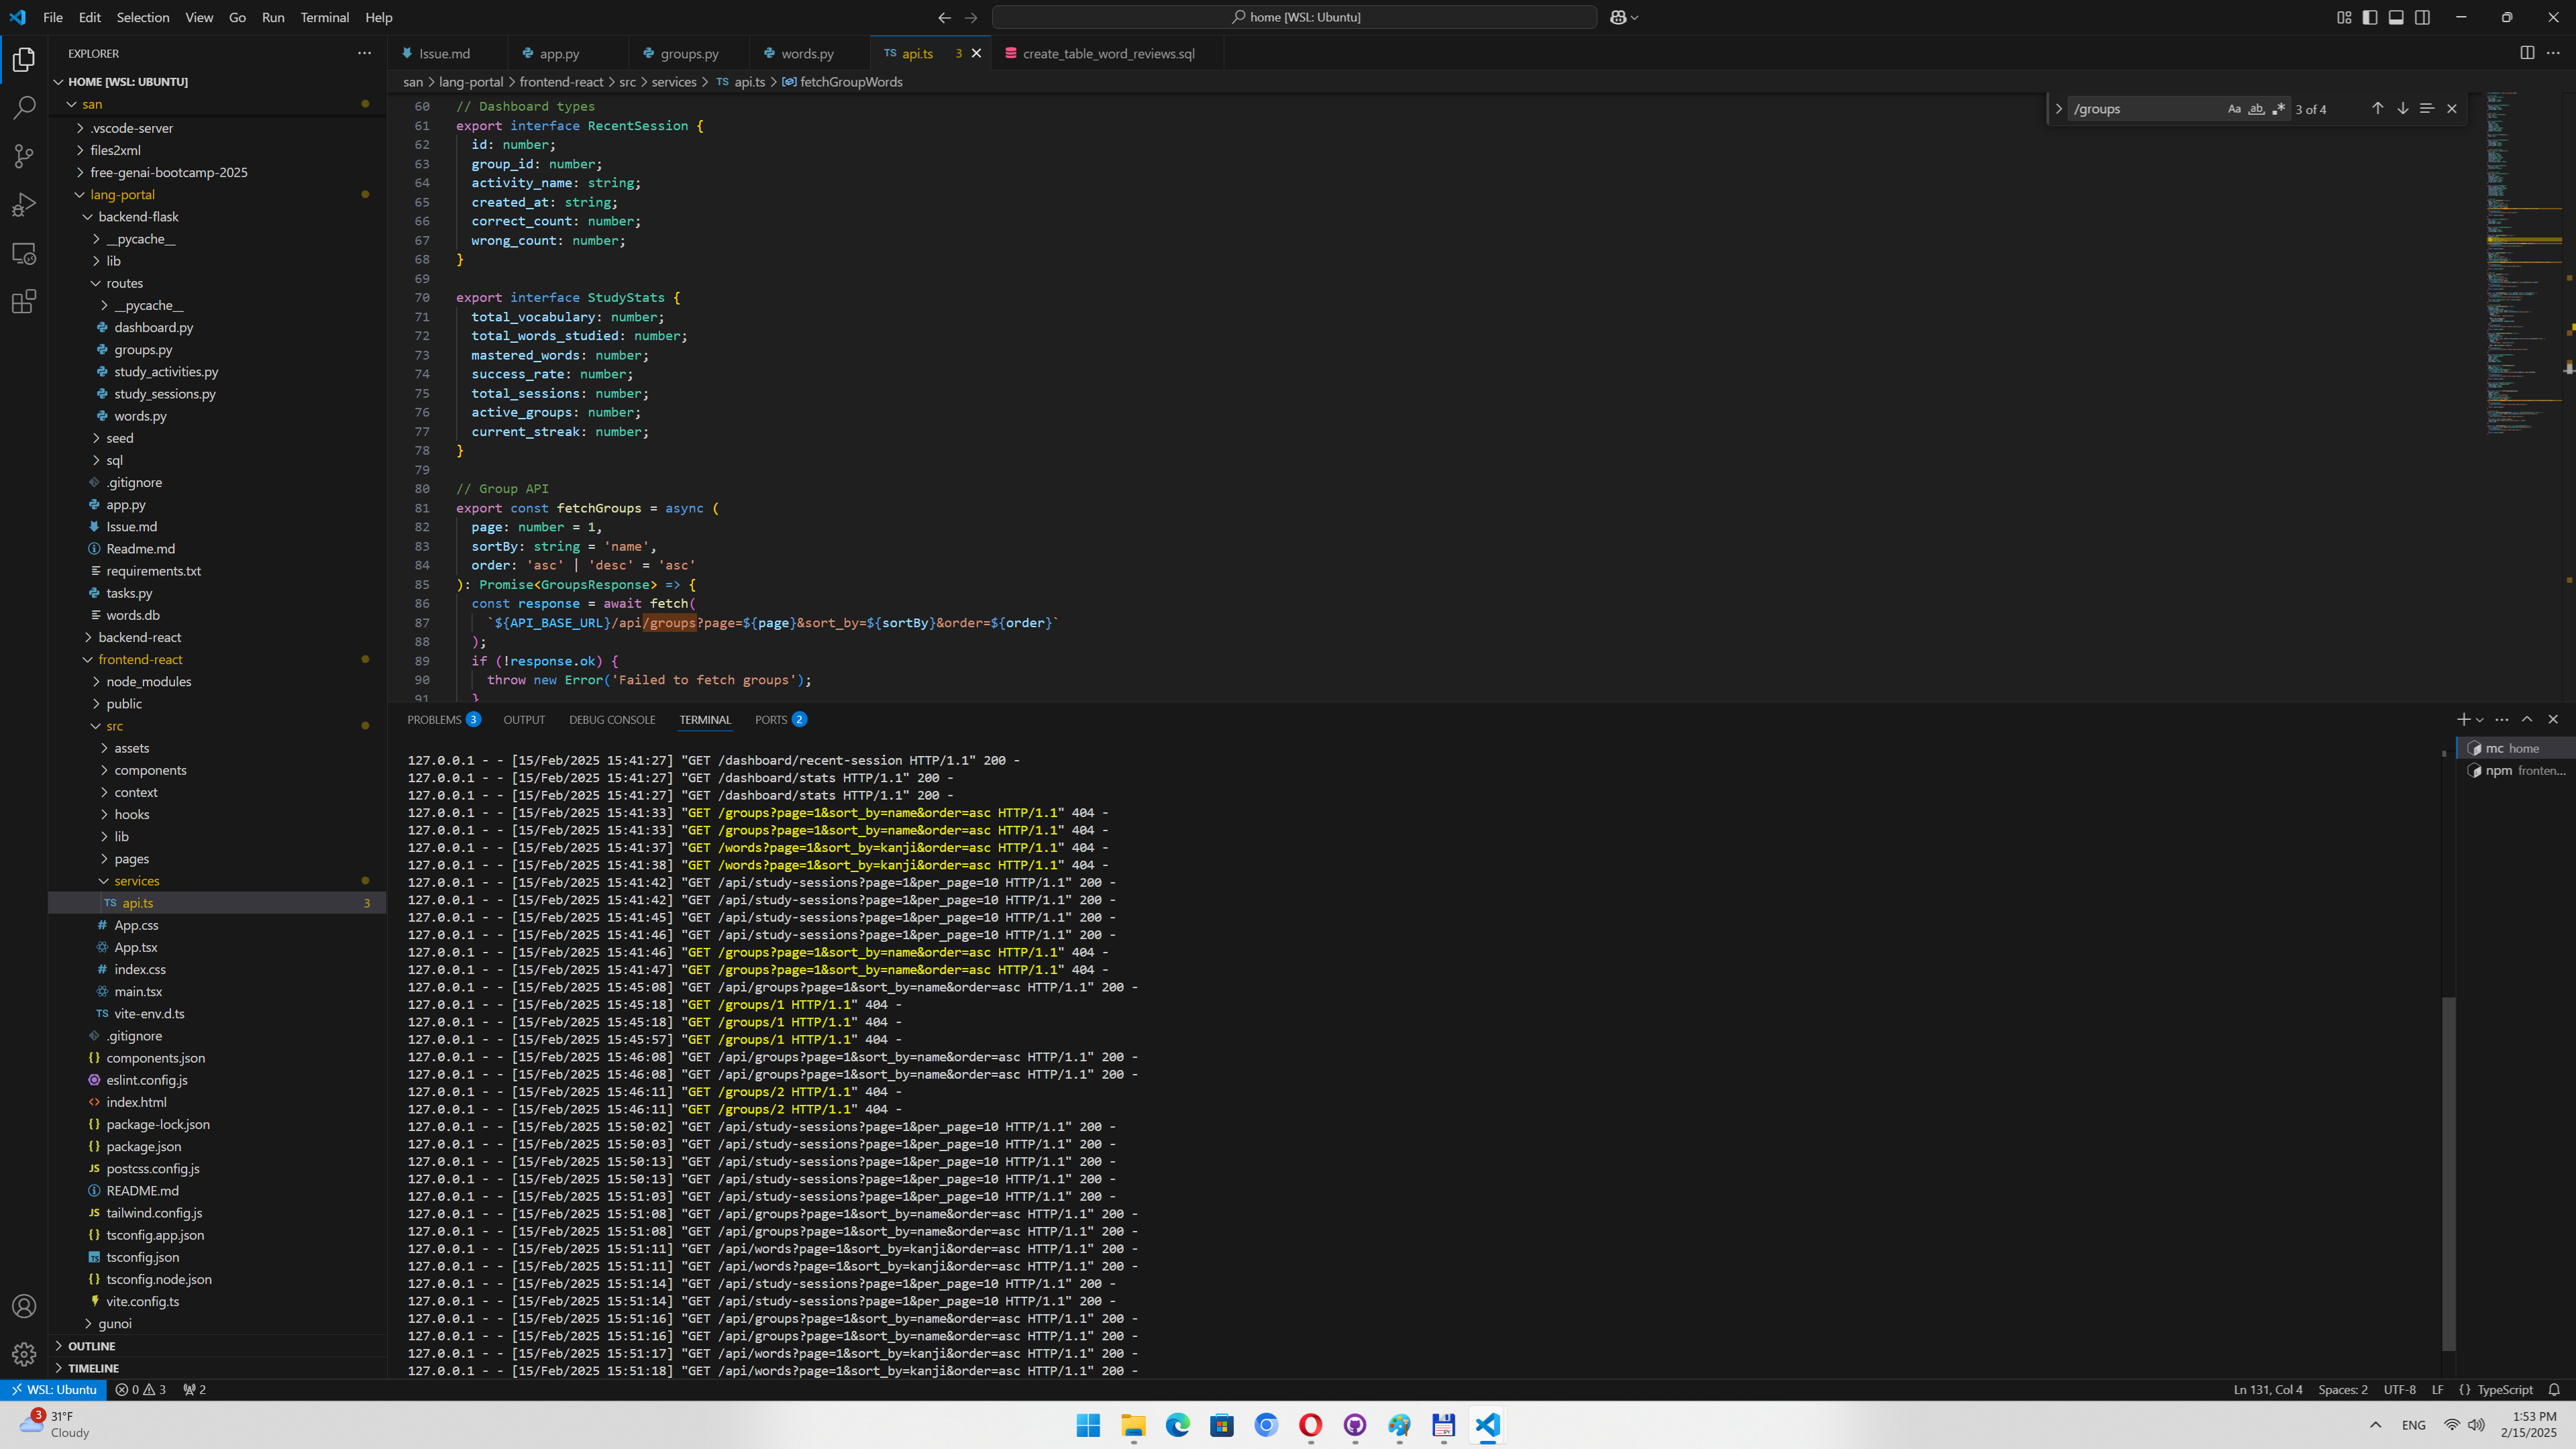 File Edit Selection View Go Run Terminal Help
home [WSL: Ubuntu]
EXPLORER
HOME [WSL: UBUNTU]
san
.vscode-server
files2xml
free-genai-bootcamp-2025
lang-portal
backend-flask
__pycache__
lib
routes
__pycache__
dashboard.py
groups.py
study_activities.py
study_sessions.py
words.py
seed
sql
.gitignore
app.py
Issue.md
Readme.md
requirements.txt
tasks.py
words.db
backend-react
frontend-react
node_modules
public
src
assets
components
context
hooks
lib
pages
services
TS api.ts 3
# App.css
App.tsx
# index.css
main.tsx
TS vite-env.d.ts
.gitignore
{} components.json
eslint.config.js
<> index.html
{} package-lock.json
{} package.json
JS postcss.config.js
README.md
JS tailwind.config.js
{} tsconfig.app.json
tsconfig.json
{} tsconfig.node.json
vite.config.ts
gunoi
OUTLINE
TIMELINE
Issue.md app.py groups.py words.py TS api.ts 3 create_table_word_reviews.sql
san > lang-portal > frontend-react > src > services > TS api.ts > fetchGroupWords
/groups Aa ab 3 of 4
60 // Dashboard types
61 export interface RecentSession {
62 id: number;
63 group_id: number;
64 activity_name: string;
65 created_at: string;
66 correct_count: number;
67 wrong_count: number;
68 }
69
70 export interface StudyStats {
71 total_vocabulary: number;
72 total_words_studied: number;
73 mastered_words: number;
74 success_rate: number;
75 total_sessions: number;
76 active_groups: number;
77 current_streak: number;
78 }
79
80 // Group API
81 export const fetchGroups = async (
82 page: number = 1,
83 sortBy: string = 'name',
84 order: 'asc' | 'desc' = 'asc'
85 ): Promise<GroupsResponse> => {
86 const response = await fetch(
87 `${API_BASE_URL}/api/groups?page=${page}&sort_by=${sortBy}&order=${order}`
88 );
89 if (!response.ok) {
90 throw new Error('Failed to fetch groups');
91 }
PROBLEMS 3 OUTPUT DEBUG CONSOLE TERMINAL PORTS 2
127.0.0.1 - - [15/Feb/2025 15:41:27] "GET /dashboard/recent-session HTTP/1.1" 200 -
127.0.0.1 - - [15/Feb/2025 15:41:27] "GET /dashboard/stats HTTP/1.1" 200 -
127.0.0.1 - - [15/Feb/2025 15:41:27] "GET /dashboard/stats HTTP/1.1" 200 -
127.0.0.1 - - [15/Feb/2025 15:41:33] "GET /groups?page=1&sort_by=name&order=asc HTTP/1.1" 404 -
127.0.0.1 - - [15/Feb/2025 15:41:33] "GET /groups?page=1&sort_by=name&order=asc HTTP/1.1" 404 -
127.0.0.1 - - [15/Feb/2025 15:41:37] "GET /words?page=1&sort_by=kanji&order=asc HTTP/1.1" 404 -
127.0.0.1 - - [15/Feb/2025 15:41:38] "GET /words?page=1&sort_by=kanji&order=asc HTTP/1.1" 404 -
127.0.0.1 - - [15/Feb/2025 15:41:42] "GET /api/study-sessions?page=1&per_page=10 HTTP/1.1" 200 -
127.0.0.1 - - [15/Feb/2025 15:41:42] "GET /api/study-sessions?page=1&per_page=10 HTTP/1.1" 200 -
127.0.0.1 - - [15/Feb/2025 15:41:45] "GET /api/study-sessions?page=1&per_page=10 HTTP/1.1" 200 -
127.0.0.1 - - [15/Feb/2025 15:41:46] "GET /api/study-sessions?page=1&per_page=10 HTTP/1.1" 200 -
127.0.0.1 - - [15/Feb/2025 15:41:46] "GET /groups?page=1&sort_by=name&order=asc HTTP/1.1" 404 -
127.0.0.1 - - [15/Feb/2025 15:41:47] "GET /groups?page=1&sort_by=name&order=asc HTTP/1.1" 404 -
127.0.0.1 - - [15/Feb/2025 15:45:08] "GET /api/groups?page=1&sort_by=name&order=asc HTTP/1.1" 200 -
127.0.0.1 - - [15/Feb/2025 15:45:18] "GET /groups/1 HTTP/1.1" 404 -
127.0.0.1 - - [15/Feb/2025 15:45:18] "GET /groups/1 HTTP/1.1" 404 -
127.0.0.1 - - [15/Feb/2025 15:45:57] "GET /groups/1 HTTP/1.1" 404 -
127.0.0.1 - - [15/Feb/2025 15:46:08] "GET /api/groups?page=1&sort_by=name&order=asc HTTP/1.1" 200 -
127.0.0.1 - - [15/Feb/2025 15:46:08] "GET /api/groups?page=1&sort_by=name&order=asc HTTP/1.1" 200 -
127.0.0.1 - - [15/Feb/2025 15:46:11] "GET /groups/2 HTTP/1.1" 404 -
127.0.0.1 - - [15/Feb/2025 15:46:11] "GET /groups/2 HTTP/1.1" 404 -
127.0.0.1 - - [15/Feb/2025 15:50:02] "GET /api/study-sessions?page=1&per_page=10 HTTP/1.1" 200 -
127.0.0.1 - - [15/Feb/2025 15:50:03] "GET /api/study-sessions?page=1&per_page=10 HTTP/1.1" 200 -
127.0.0.1 - - [15/Feb/2025 15:50:13] "GET /api/study-sessions?page=1&per_page=10 HTTP/1.1" 200 -
127.0.0.1 - - [15/Feb/2025 15:50:13] "GET /api/study-sessions?page=1&per_page=10 HTTP/1.1" 200 -
127.0.0.1 - - [15/Feb/2025 15:51:03] "GET /api/study-sessions?page=1&per_page=10 HTTP/1.1" 200 -
127.0.0.1 - - [15/Feb/2025 15:51:08] "GET /api/groups?page=1&sort_by=name&order=asc HTTP/1.1" 200 -
127.0.0.1 - - [15/Feb/2025 15:51:08] "GET /api/groups?page=1&sort_by=name&order=asc HTTP/1.1" 200 -
127.0.0.1 - - [15/Feb/2025 15:51:11] "GET /api/words?page=1&sort_by=kanji&order=asc HTTP/1.1" 200 -
127.0.0.1 - - [15/Feb/2025 15:51:11] "GET /api/words?page=1&sort_by=kanji&order=asc HTTP/1.1" 200 -
127.0.0.1 - - [15/Feb/2025 15:51:14] "GET /api/study-sessions?page=1&per_page=10 HTTP/1.1" 200 -
127.0.0.1 - - [15/Feb/2025 15:51:14] "GET /api/study-sessions?page=1&per_page=10 HTTP/1.1" 200 -
127.0.0.1 - - [15/Feb/2025 15:51:16] "GET /api/groups?page=1&sort_by=name&order=asc HTTP/1.1" 200 -
127.0.0.1 - - [15/Feb/2025 15:51:16] "GET /api/groups?page=1&sort_by=name&order=asc HTTP/1.1" 200 -
127.0.0.1 - - [15/Feb/2025 15:51:17] "GET /api/words?page=1&sort_by=kanji&order=asc HTTP/1.1" 200 -
127.0.0.1 - - [15/Feb/2025 15:51:18] "GET /api/words?page=1&sort_by=kanji&order=asc HTTP/1.1" 200 -
mc home
npm fronten...
WSL: Ubuntu 0 3 2
Ln 131, Col 4 Spaces: 2 UTF-8 LF {} TypeScript
3 31°F
Cloudy
ENG
1:53 PM
2/15/2025